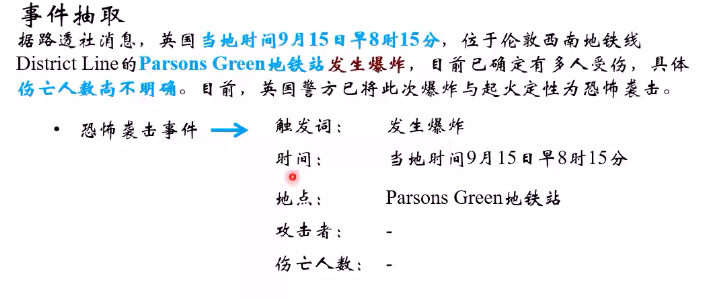 事件抽取
据路透社消息，英国当地时间9月15日早8时15分，位于伦敦西南地铁线
District Line的Parsons Green地铁站发生爆炸，目前已确定有多人受伤，具体
伤亡人数尚不明确。目前，英国警方已将此次爆炸与起火定性为恐怖袭击。
• 恐怖袭击事件 触发词： 发生爆炸
时间： 当地时间9月15日早8时15分
地点： Parsons Green地铁站
攻击者： -
伤亡人数： -